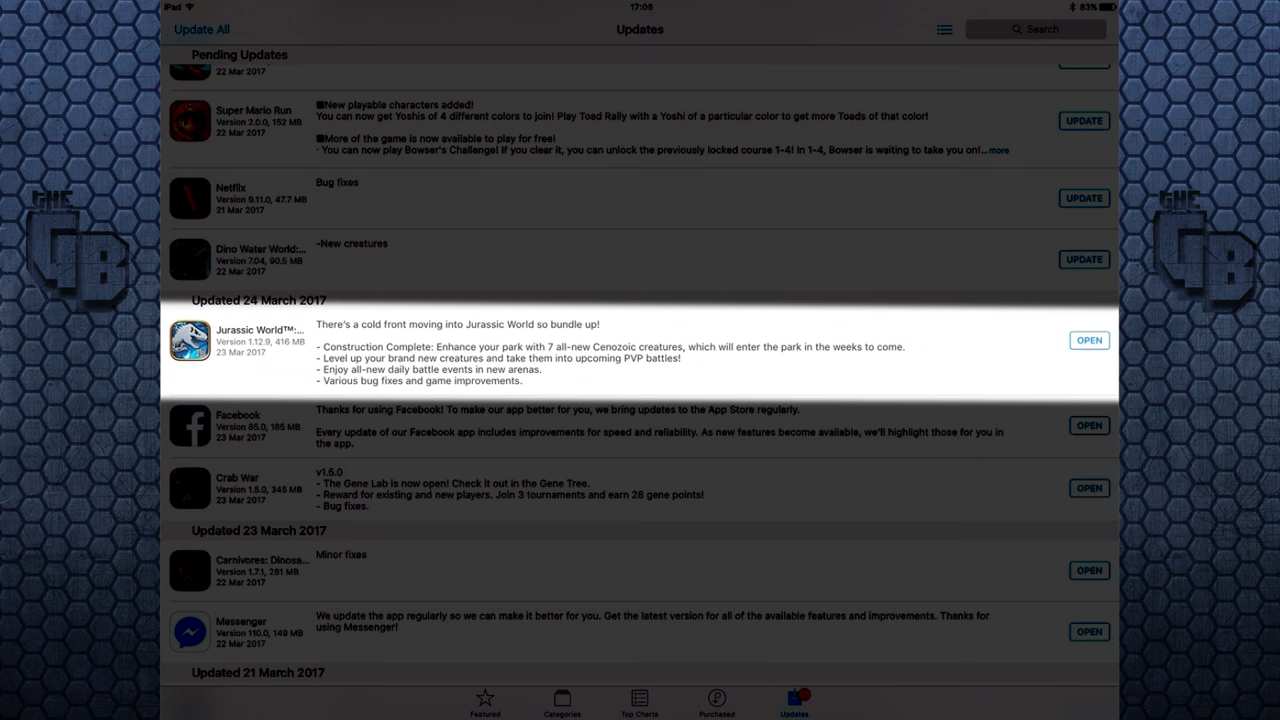 iPad 17:08 83%
Update All Updates Search
Pending Updates
22 Mar 2017
Super Mario Run
Version 2.0.0, 152 MB
22 Mar 2017
New playable characters added!
You can now get Yoshis of 4 different colors to join! Play Toad Rally with a Yoshi of a particular color to get more Toads of that color!
More of the game is now available to play for free!
· You can now play Bowser's Challenge! If you clear it, you can unlock the previously locked course 1-4! In 1-4, Bowser is waiting to take you on!...more
UPDATE
Netflix
Version 9.11.0, 47.7 MB
21 Mar 2017
Bug fixes
UPDATE
Dino Water World:...
Version 7.04, 90.5 MB
22 Mar 2017
-New creatures
UPDATE
Updated 24 March 2017
Jurassic World™:...
Version 1.12.9, 416 MB
23 Mar 2017
There's a cold front moving into Jurassic World so bundle up!
- Construction Complete: Enhance your park with 7 all-new Cenozoic creatures, which will enter the park in the weeks to come.
- Level up your brand new creatures and take them into upcoming PVP battles!
- Enjoy all-new daily battle events in new arenas.
- Various bug fixes and game improvements.
OPEN
Facebook
Version 85.0, 185 MB
23 Mar 2017
Thanks for using Facebook! To make our app better for you, we bring updates to the App Store regularly.
Every update of our Facebook app includes improvements for speed and reliability. As new features become available, we'll highlight those for you in
the app.
OPEN
Crab War
Version 1.5.0, 345 MB
23 Mar 2017
v1.5.0
- The Gene Lab is now open! Check it out in the Gene Tree.
- Reward for existing and new players. Join 3 tournaments and earn 28 gene points!
- Bug fixes.
OPEN
Updated 23 March 2017
Carnivores: Dinosa...
Version 1.7.1, 281 MB
22 Mar 2017
Minor fixes
OPEN
Messenger
Version 110.0, 149 MB
22 Mar 2017
We update the app regularly so we can make it better for you. Get the latest version for all of the available features and improvements. Thanks for
using Messenger!
OPEN
Updated 21 March 2017
Featured Categories Top Charts Purchased Updates
THE
GB
THE
GB